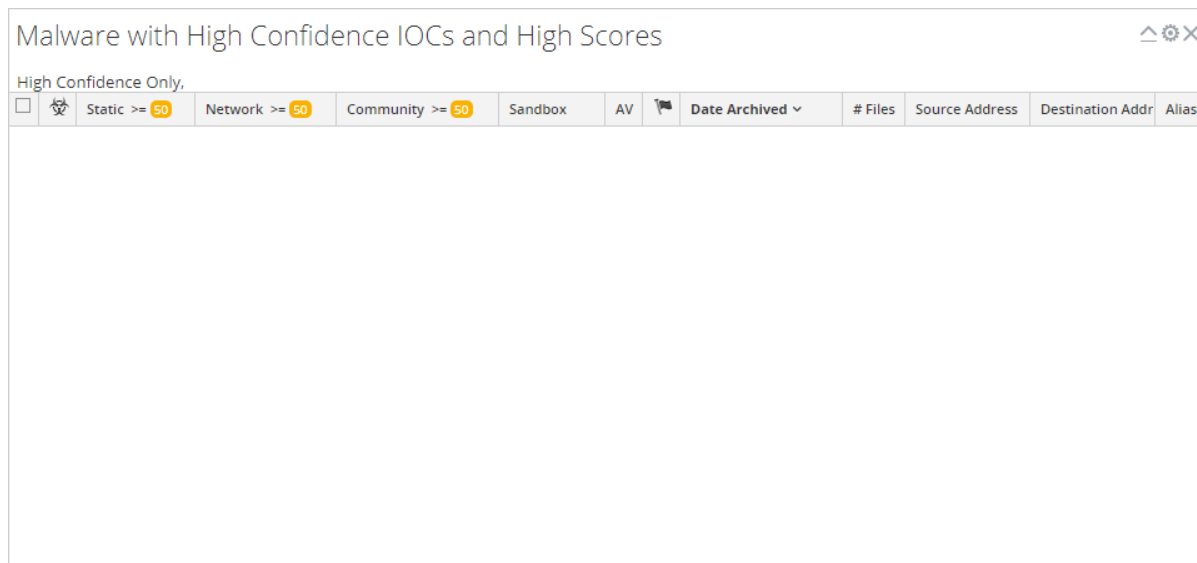 Malware with High Confidence IOCs and High Scores
High Confidence Only,
Static >= 50 Network >= 50 Community >= 50 Sandbox AV Date Archived # Files Source Address Destination Addr Alias